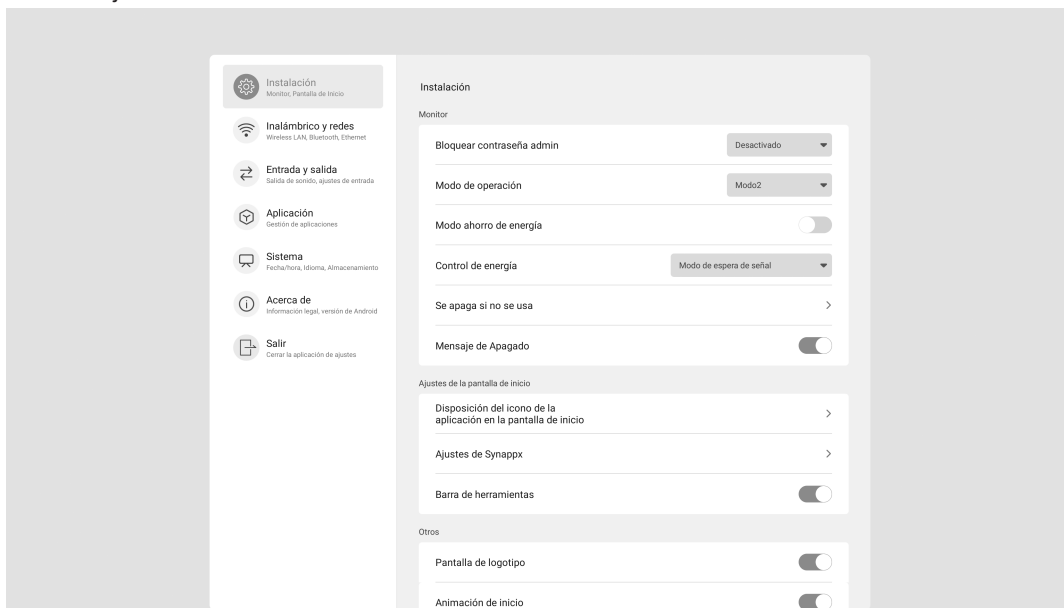 Instalación
Monitor, Pantalla de Inicio
Inalámbrico y redes
Wireless LAN, Bluetooth, Ethernet
Entrada y salida
Salida de sonido, ajustes de entrada
Aplicación
Gestión de aplicaciones
Sistema
Fecha/hora, Idioma, Almacenamiento
Acerca de
Información legal, versión de Android
Salir
Cerrar la aplicación de ajustes
Instalación
Monitor
Bloquear contraseña admin
Desactivado
Modo de operación
Modo2
Modo ahorro de energía
Control de energía
Modo de espera de señal
Se apaga si no se usa
Mensaje de Apagado
Ajustes de la pantalla de inicio
Disposición del icono de la
aplicación en la pantalla de inicio
Ajustes de Synappx
Barra de herramientas
Otros
Pantalla de logotipo
Animación de inicio